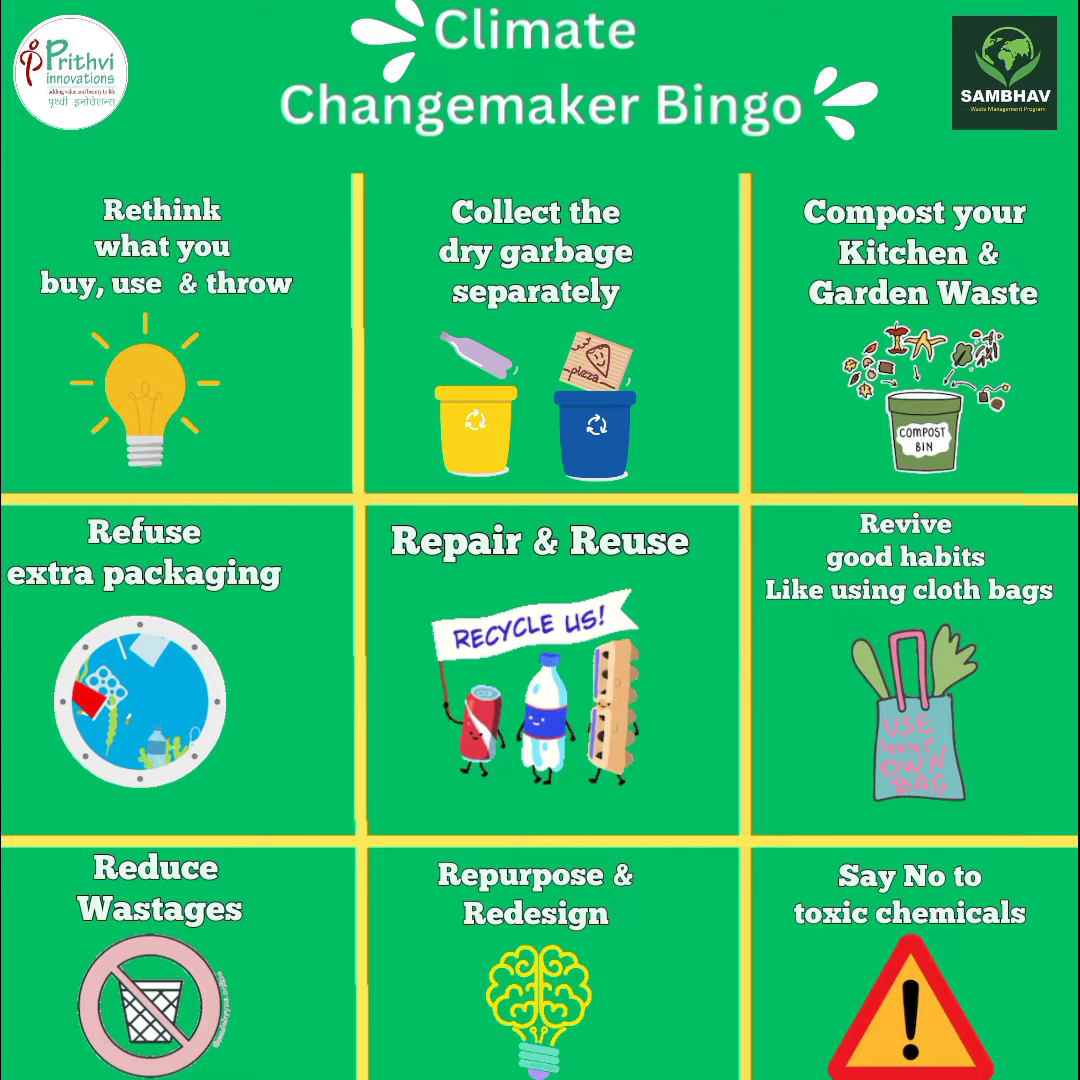 Prithvi
innovations
adding value and beauty to life
पृथ्वी इनोवेशन्स
Climate
Changemaker Bingo
SAMBHAV
Waste Management Program
Rethink
what you
buy, use & throw
Collect the
dry garbage
separately
pizza
Compost your
Kitchen &
Garden Waste
COMPOST
BIN
Refuse
extra packaging
Repair & Reuse
RECYCLE US!
Revive
good habits
Like using cloth bags
USE
your
OWN
BAG
Reduce
Wastages
Repurpose &
Redesign
Say No to
toxic chemicals
!